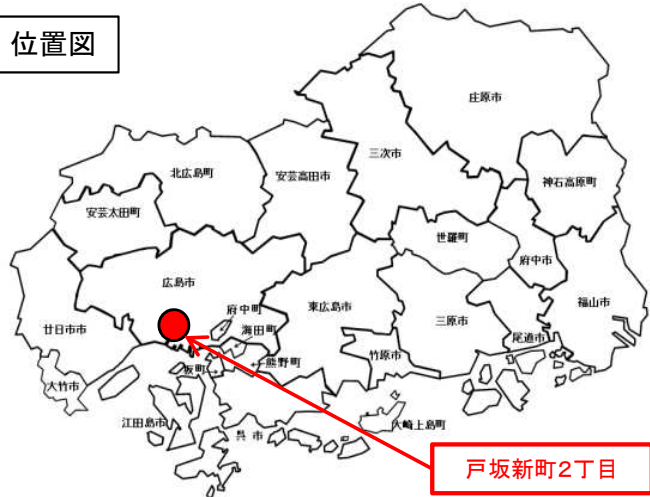 位置図
庄原市
三次市
北広島町
安芸高田市
神石高原町
安芸太田町
世羅町
府中市
広島市
府中町
東広島市
三原市
福山市
海田町
尾道市
廿日市市
熊野町
竹原市
坂町
大竹市
江田島市
呉市
大崎上島町
戸坂新町2丁目